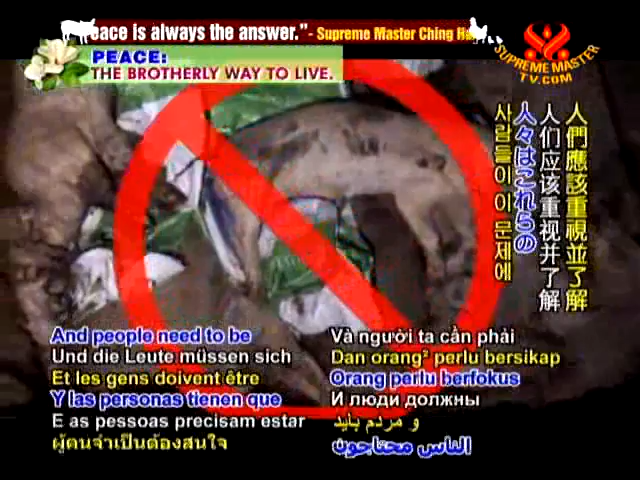 eace is always the answer."- Supreme Master Ching Ha
PEACE:
THE BROTHERLY WAY TO LIVE.
SUPREME MASTER
TV.COM
人們應該重視並了解
人们应该重视并了解
人々はこれらの
사람들이 이 문제에
And people need to be
Und die Leute müssen sich
Et les gens doivent être
Y las personas tienen que
E as pessoas precisam estar
ผู้คนจำเป็นต้องสนใจ
Và người ta cần phải
Dan orang² perlu bersikap
Orang perlu berfokus
И люди должны
و مردم باید
الناس محتاجون